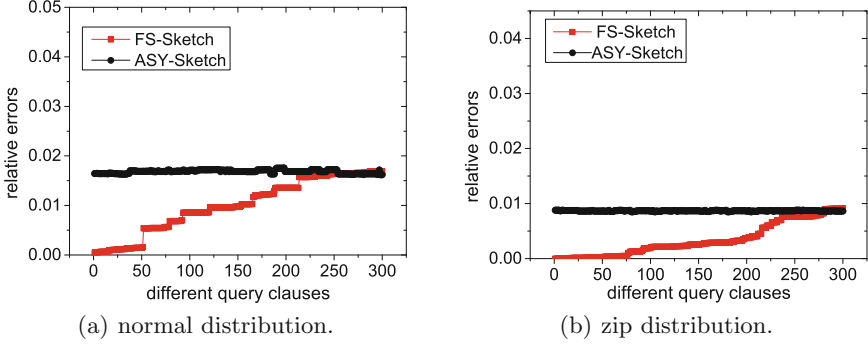 0.05
0.04
0.03
0.02
0.01
0.00
relative errors
FS-Sketch
ASY-Sketch
0 50 100 150 200 250 300
different query clauses
(a) normal distribution.
0.04
0.03
0.02
0.01
0.00
relative errors
FS-Sketch
ASY-Sketch
0 50 100 150 200 250 300
different query clauses
(b) zip distribution.